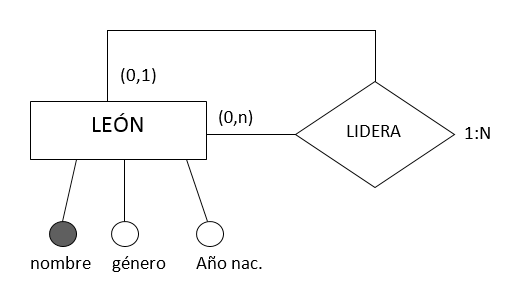 (0,1)
LEÓN
(0,n)
LIDERA
1:N
nombre
género
Año nac.